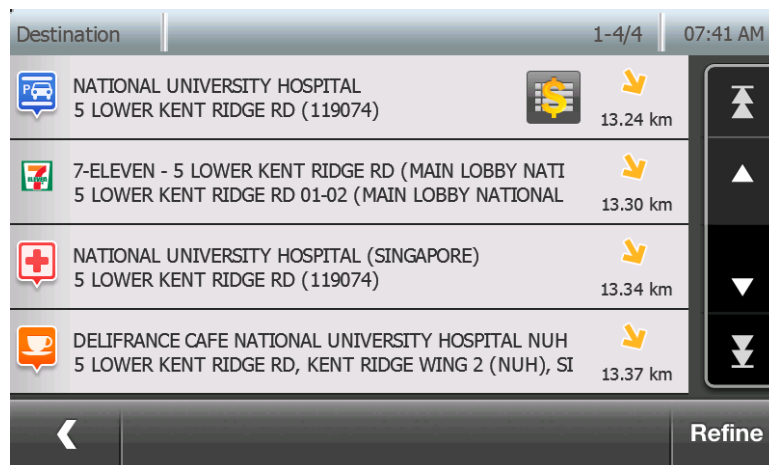 Destination 1-4/4 07:41 AM
NATIONAL UNIVERSITY HOSPITAL
5 LOWER KENT RIDGE RD (119074)
13.24 km
7-ELEVEN - 5 LOWER KENT RIDGE RD (MAIN LOBBY NATI
5 LOWER KENT RIDGE RD 01-02 (MAIN LOBBY NATIONAL
13.30 km
NATIONAL UNIVERSITY HOSPITAL (SINGAPORE)
5 LOWER KENT RIDGE RD (119074)
13.34 km
DELIFRANCE CAFE NATIONAL UNIVERSITY HOSPITAL NUH
5 LOWER KENT RIDGE RD, KENT RIDGE WING 2 (NUH), SI
13.37 km
Refine